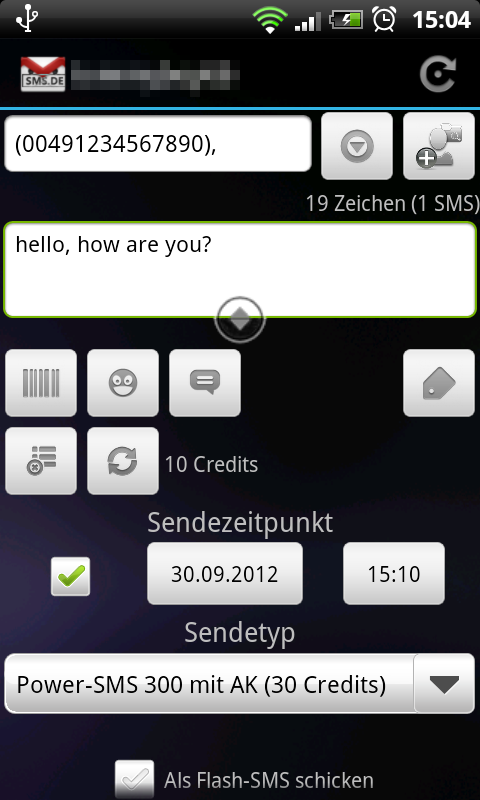 15:04
SMS.DE
(00491234567890),
19 Zeichen (1 SMS)
hello, how are you?
10 Credits
Sendezeitpunkt
30.09.2012
15:10
Sendetyp
Power-SMS 300 mit AK (30 Credits)
Als Flash-SMS schicken